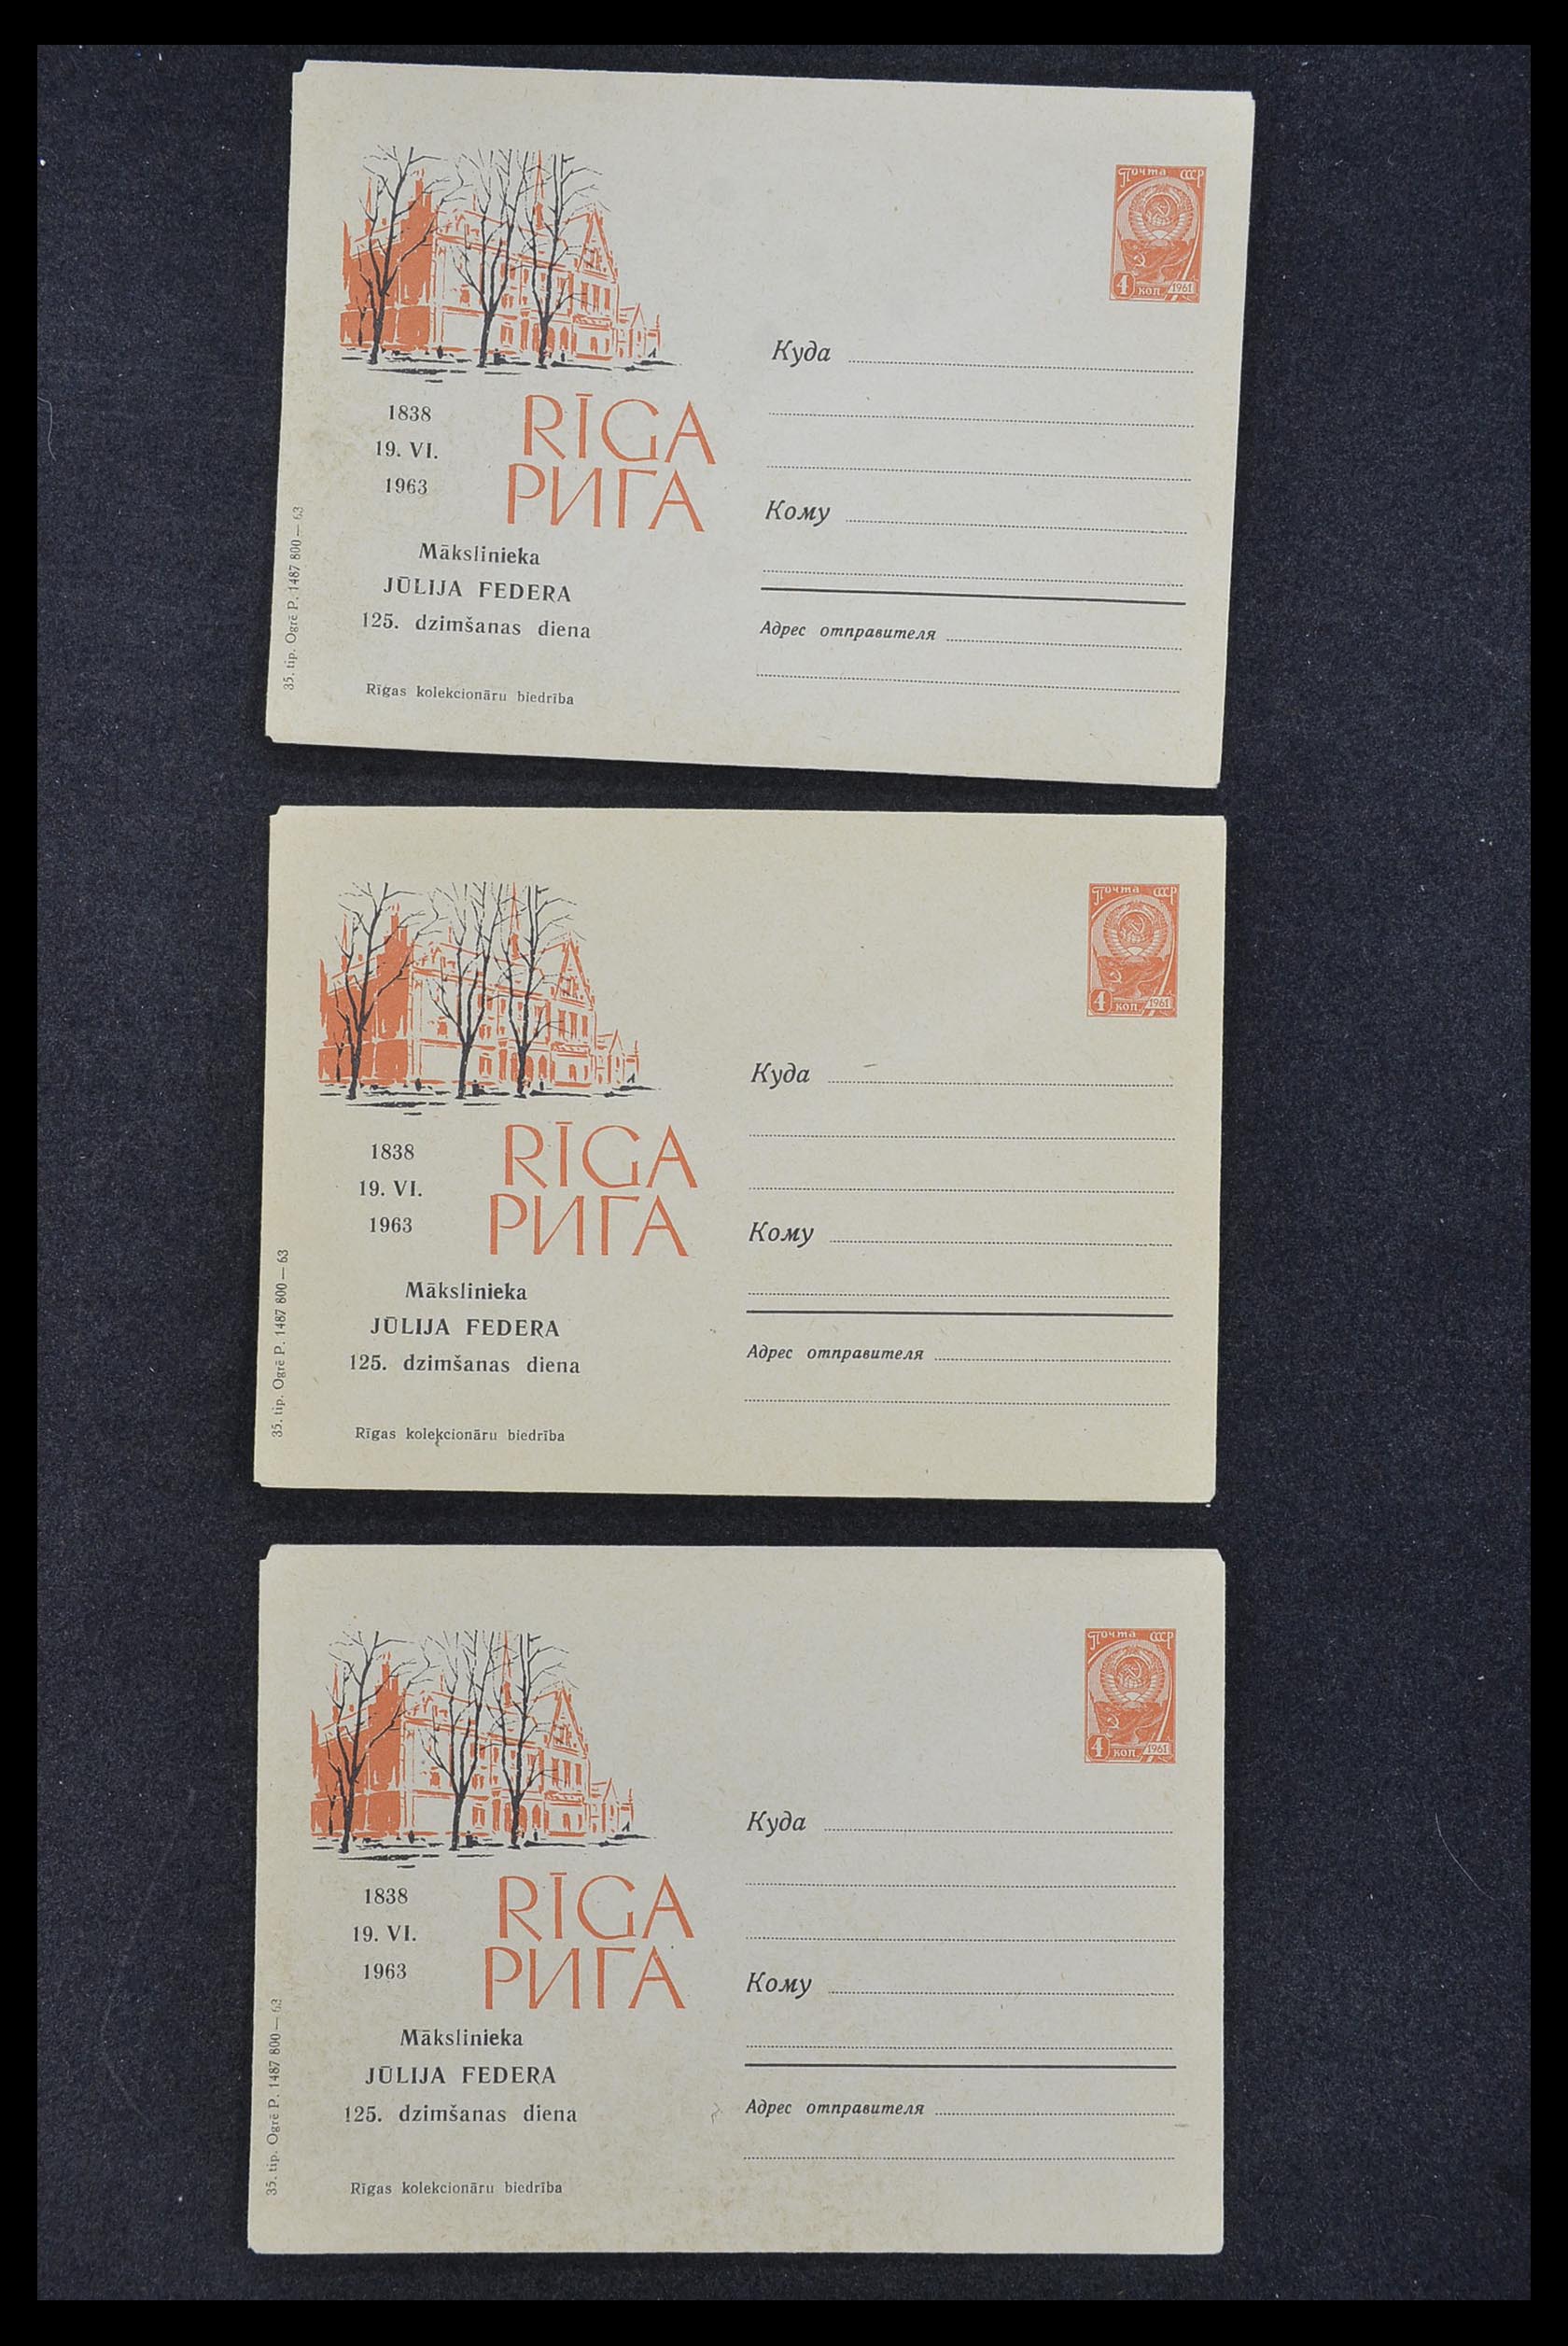 Почта СССР
4 коп. 1961
Куда
RĪGA
РИГА
1838
19. VI.
1963
Кому
Mākslinieka
JŪLIJA FEDERA
125. dzimšanas diena
Адрес отправителя
Rīgas kolekcionāru biedrība
35. tip. Ogrē P. 1487 800—63
Почта СССР
4 коп. 1961
Куда
RĪGA
РИГА
1838
19. VI.
1963
Кому
Mākslinieka
JŪLIJA FEDERA
125. dzimšanas diena
Адрес отправителя
Rīgas kolekcionāru biedrība
35. tip. Ogrē P. 1487 800—63
Почта СССР
4 коп. 1961
Куда
RĪGA
РИГА
1838
19. VI.
1963
Кому
Mākslinieka
JŪLIJA FEDERA
125. dzimšanas diena
Адрес отправителя
Rīgas kolekcionāru biedrība
35. tip. Ogrē P. 1487 800—63